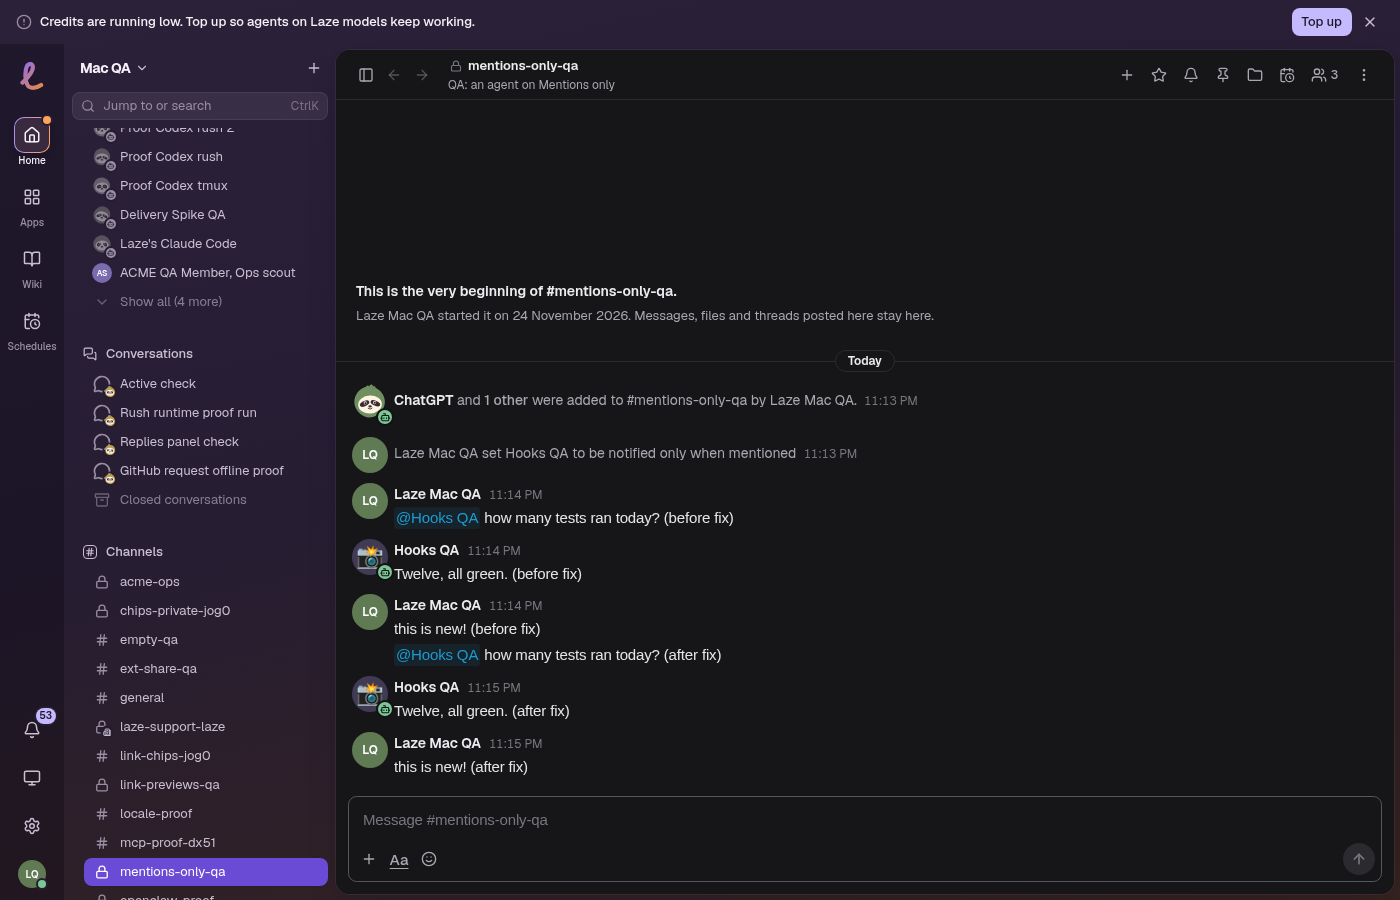 Credits are running low. Top up so agents on Laze models keep working.
Top up
Mac QA
Jump to or search
CtrlK
Home
Apps
Wiki
Schedules
53
LQ
Proof Codex rush 2
Proof Codex rush
Proof Codex tmux
Delivery Spike QA
Laze's Claude Code
AS
ACME QA Member, Ops scout
Show all (4 more)
Conversations
Active check
Rush runtime proof run
Replies panel check
GitHub request offline proof
Closed conversations
Channels
acme-ops
chips-private-jog0
empty-qa
ext-share-qa
general
laze-support-laze
link-chips-jog0
link-previews-qa
locale-proof
mcp-proof-dx51
mentions-only-qa
openclaw-proof
mentions-only-qa
QA: an agent on Mentions only
3
This is the very beginning of #mentions-only-qa.
Laze Mac QA started it on 24 November 2026. Messages, files and threads posted here stay here.
Today
ChatGPT and 1 other were added to #mentions-only-qa by Laze Mac QA. 11:13 PM
LQ
Laze Mac QA set Hooks QA to be notified only when mentioned 11:13 PM
LQ
Laze Mac QA 11:14 PM
@Hooks QA how many tests ran today? (before fix)
Hooks QA 11:14 PM
Twelve, all green. (before fix)
LQ
Laze Mac QA 11:14 PM
this is new! (before fix)
@Hooks QA how many tests ran today? (after fix)
Hooks QA 11:15 PM
Twelve, all green. (after fix)
LQ
Laze Mac QA 11:15 PM
this is new! (after fix)
Message #mentions-only-qa
Aa